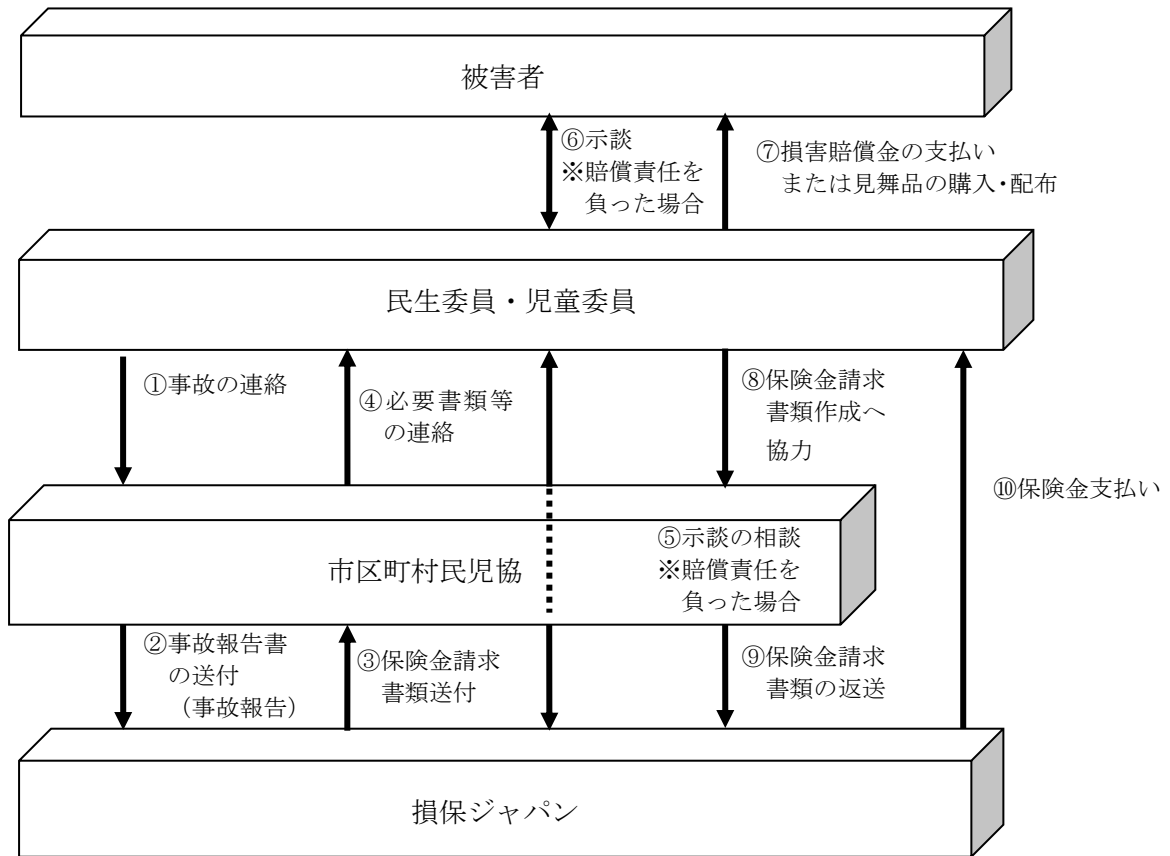 被害者
⑥示談
※賠償責任を
負った場合
⑦損害賠償金の支払い
または見舞品の購入・配布
民生委員・児童委員
①事故の連絡
④必要書類等
の連絡
⑧保険金請求
書類作成へ
協力
⑩保険金支払い
市区町村民児協
⑤示談の相談
※賠償責任を
負った場合
②事故報告書
の送付
（事故報告）
③保険金請求
書類送付
⑨保険金請求
書類の返送
損保ジャパン